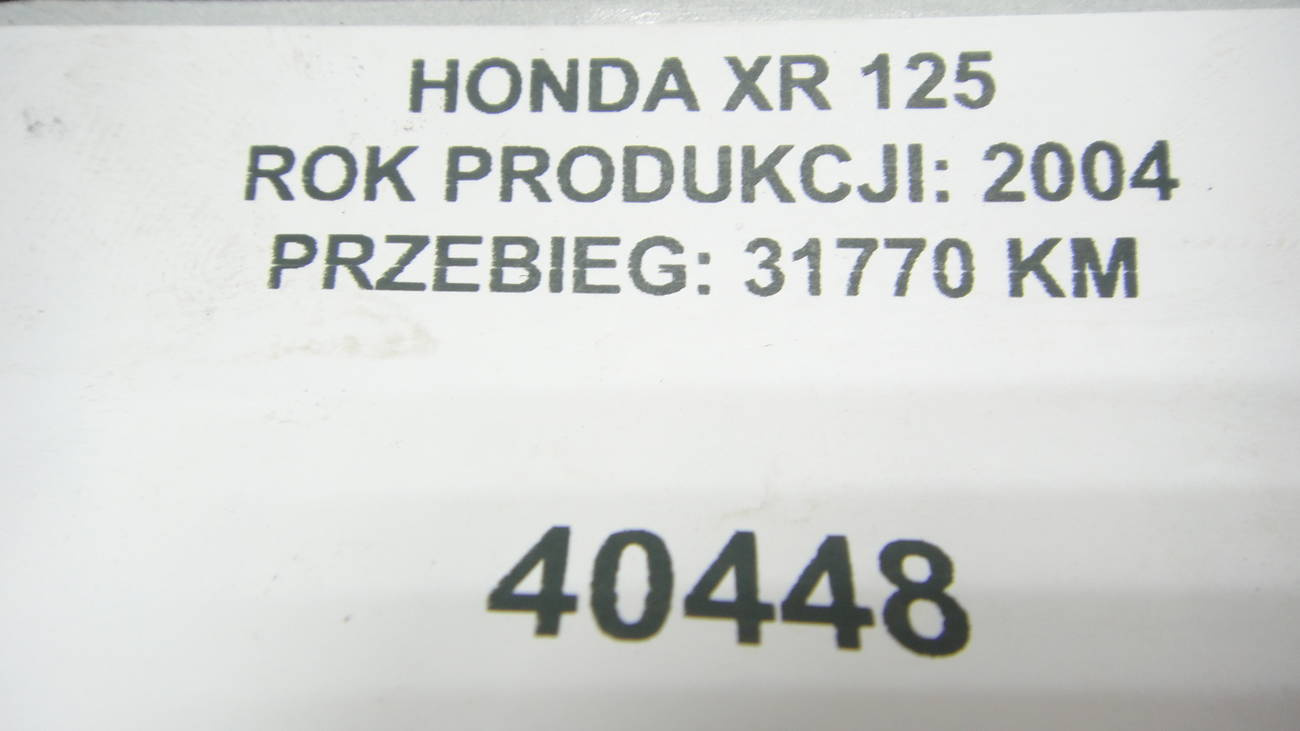 HONDA XR 125
ROK PRODUKCJI: 2004
PRZEBIEG: 31770 KM
40448